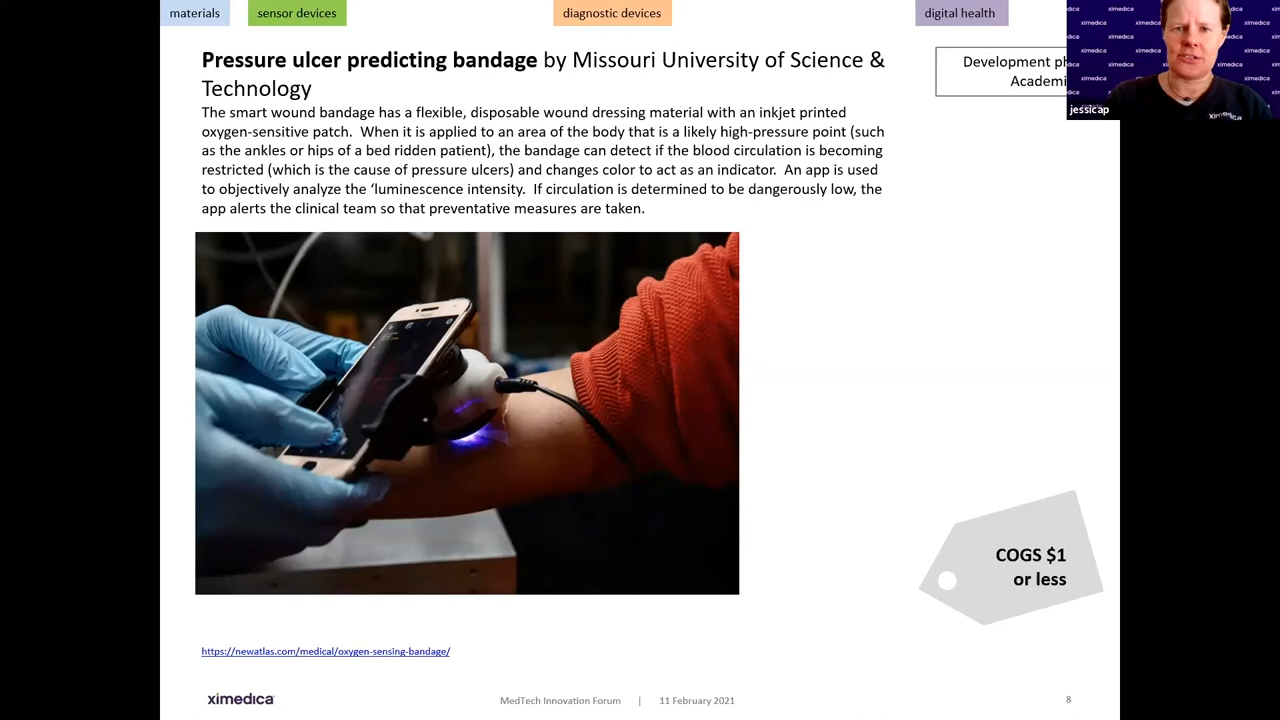 materials
sensor devices
diagnostic devices
digital health
Pressure ulcer predicting bandage by Missouri University of Science &
Technology
Development
Academi
jessicap
ximedica
The smart wound bandage has a flexible, disposable wound dressing material with an inkjet printed
oxygen-sensitive patch. When it is applied to an area of the body that is a likely high-pressure point (such
as the ankles or hips of a bed ridden patient), the bandage can detect if the blood circulation is becoming
restricted (which is the cause of pressure ulcers) and changes color to act as an indicator. An app is used
to objectively analyze the ‘luminescence intensity. If circulation is determined to be dangerously low, the
app alerts the clinical team so that preventative measures are taken.
COGS $1
or less
https://newatlas.com/medical/oxygen-sensing-bandage/
ximedica
MedTech Innovation Forum | 11 February 2021
8